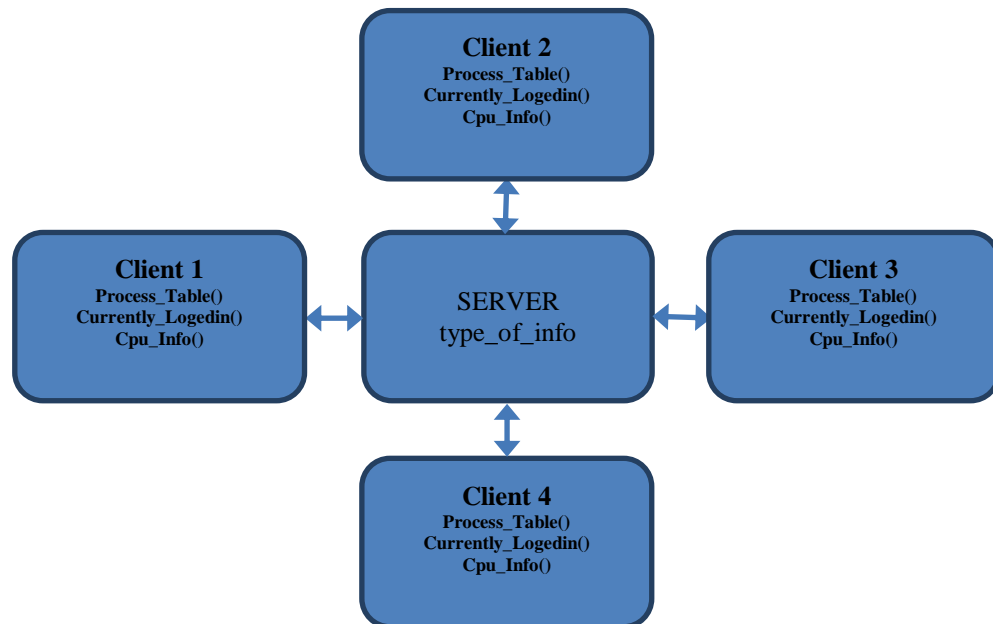 Client 2
Process_Table()
Currently_Logedin()
Cpu_Info()
Client 1
Process_Table()
Currently_Logedin()
Cpu_Info()
SERVER
type_of_info
Client 3
Process_Table()
Currently_Logedin()
Cpu_Info()
Client 4
Process_Table()
Currently_Logedin()
Cpu_Info()